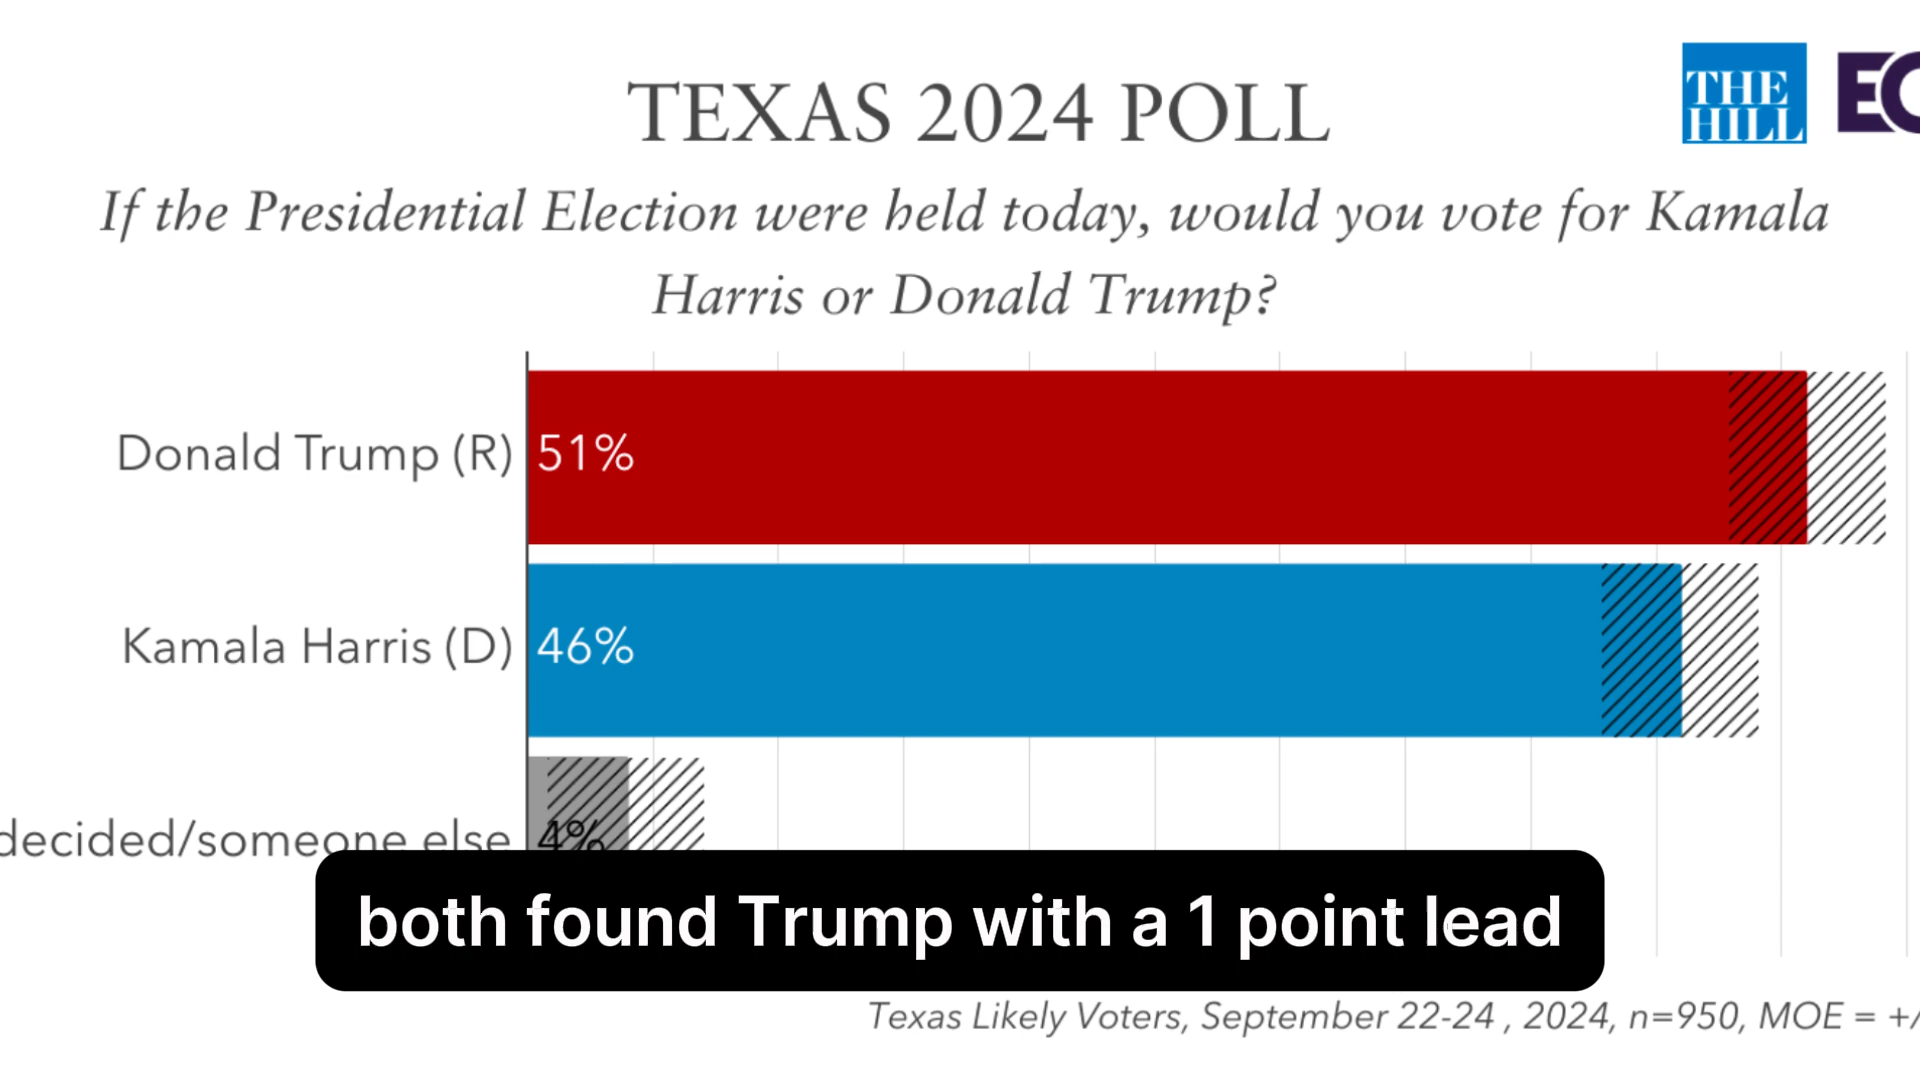 TEXAS 2024 POLL
THE
HILL
EC
If the Presidential Election were held today, would you vote for Kamala
Harris or Donald Trump?
Donald Trump (R) 51%
Kamala Harris (D) 46%
decided/someone else 4%
both found Trump with a 1 point lead
Texas Likely Voters, September 22-24 , 2024, n=950, MOE = +/